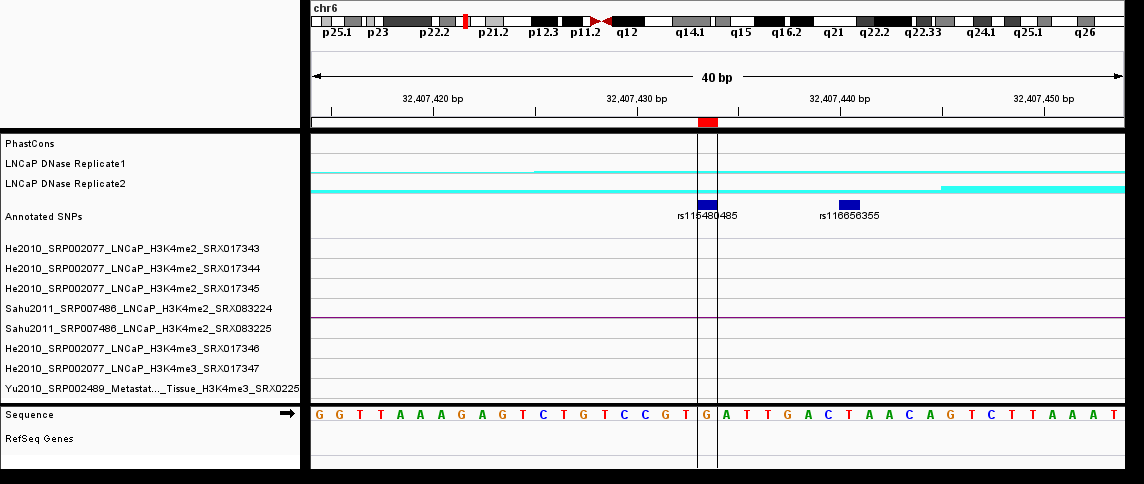 chr6
p25.1 p23 p22.2 p21.2 p12.3 p11.2 q12 q14.1 q15 q16.2 q21 q22.2 q22.33 q24.1 q25.1 q26
40 bp
32,407,420 bp 32,407,430 bp 32,407,440 bp 32,407,450 bp
PhastCons
LNCaP DNase Replicate1
LNCaP DNase Replicate2
Annotated SNPs
rs115480485 rs116656355
He2010_SRP002077_LNCaP_H3K4me2_SRX017343
He2010_SRP002077_LNCaP_H3K4me2_SRX017344
He2010_SRP002077_LNCaP_H3K4me2_SRX017345
Sahu2011_SRP007486_LNCaP_H3K4me2_SRX083224
Sahu2011_SRP007486_LNCaP_H3K4me2_SRX083225
He2010_SRP002077_LNCaP_H3K4me3_SRX017346
He2010_SRP002077_LNCaP_H3K4me3_SRX017347
Yu2010_SRP002489_Metastat..._Tissue_H3K4me3_SRX0225
Sequence G G T T A A A G A G T C T G T C C G T G A T T G A C T A A C A G T C T T A A A T
RefSeq Genes